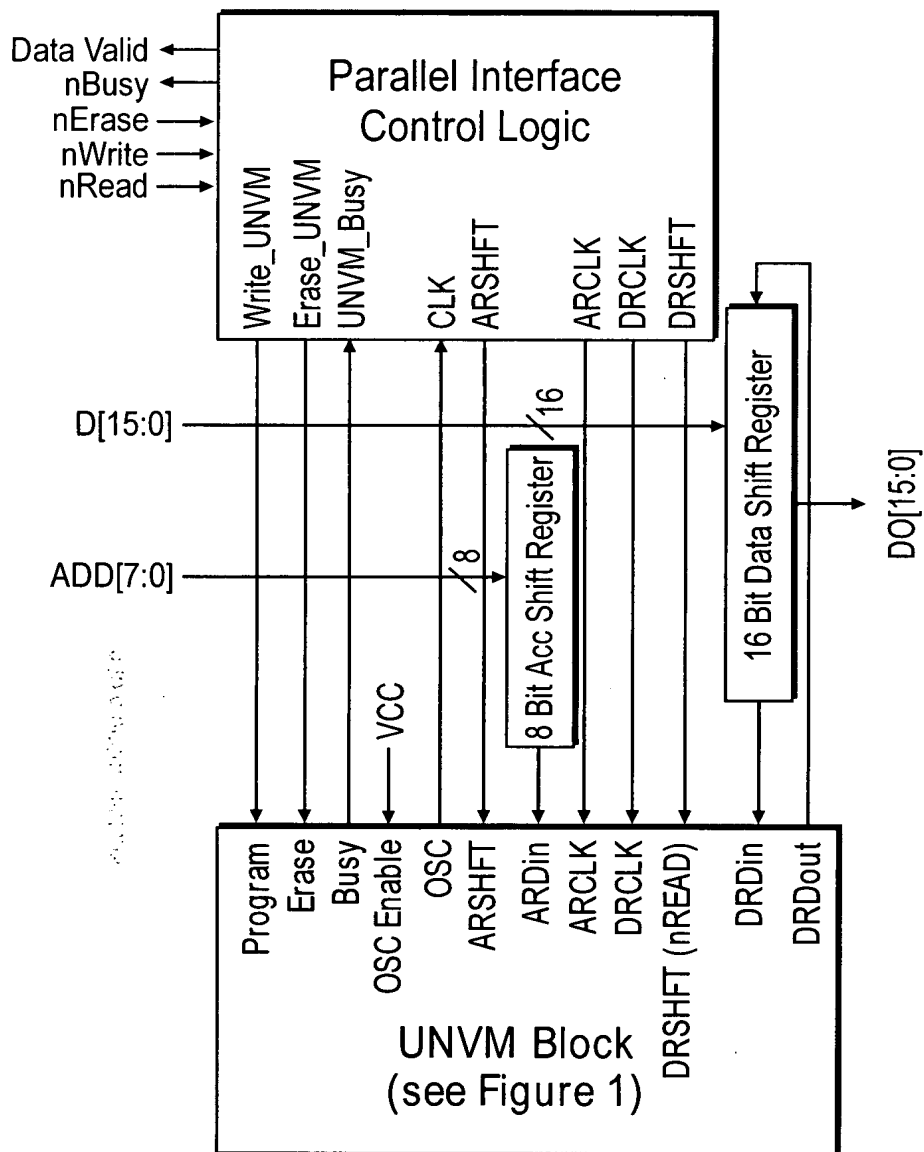 Data Valid
nBusy
nErase
nWrite
nRead
Parallel Interface
Control Logic
Write_UNVM
Erase_UNVM
UNVM_Busy
CLK
ARSHFT
ARCLK
DRCLK
DRSHFT
D[15:0]
16
ADD[7:0]
8
8 Bit Acc Shift Register
16 Bit Data Shift Register
DO[15:0]
VCC
Program
Erase
Busy
OSC Enable
OSC
ARSHFT
ARDin
ARCLK
DRCLK
DRSHFT (nREAD)
DRDin
DRDout
UNVM Block
(see Figure 1)